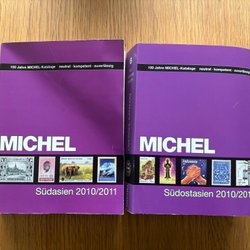 100 Jahre MICHEL-Kataloge neutral · kompetent · zuverlässig
MICHEL
Südasien 2010/2011
100 Jahre MICHEL-Kataloge neutral · kompetent · zuverlässig
MICHEL
Südostasien 2010/201